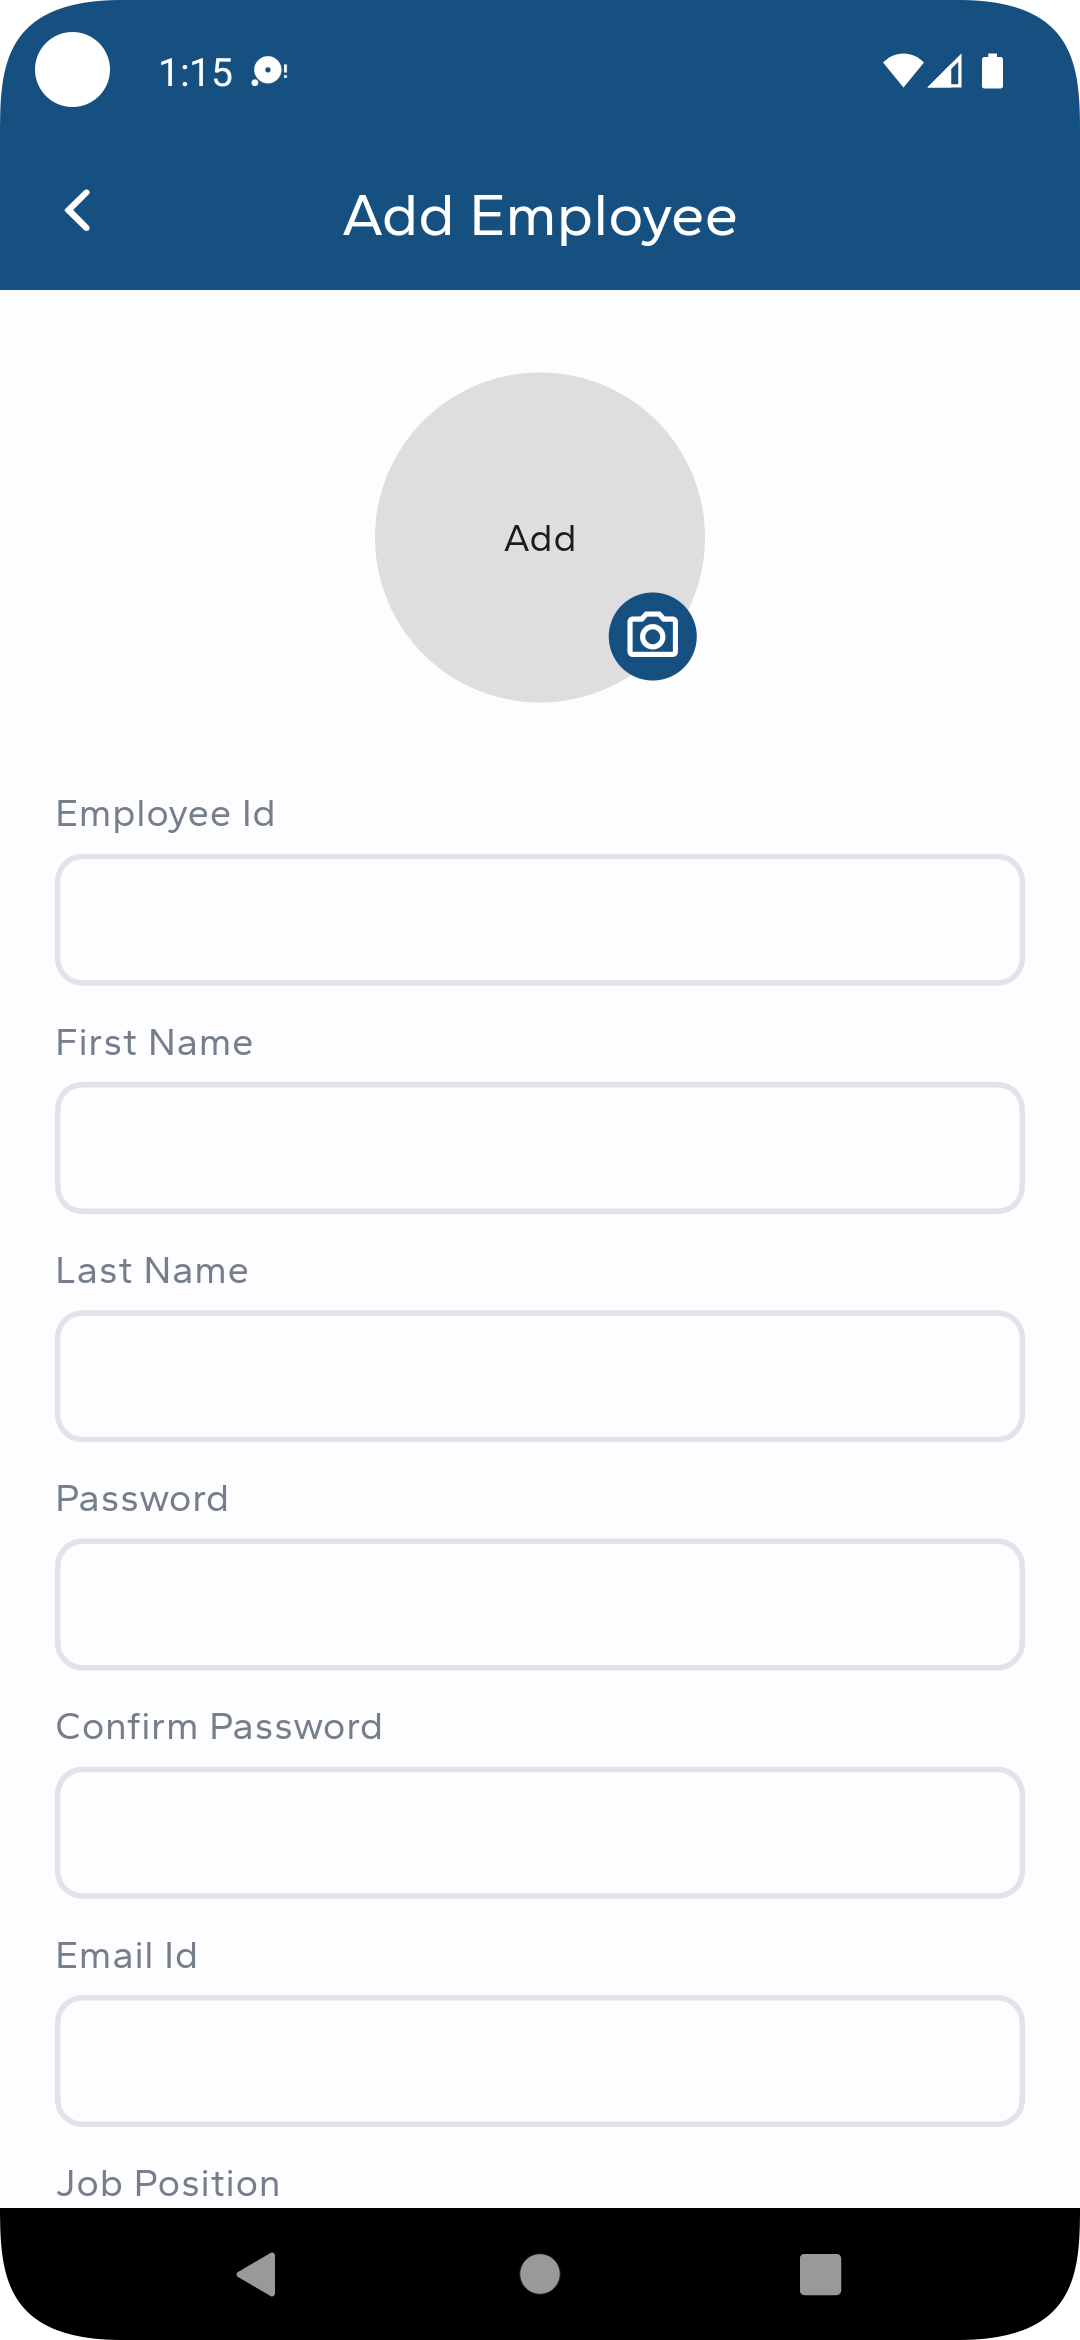 1:15
Add Employee
Add
Employee Id
First Name
Last Name
Password
Confirm Password
Email Id
Job Position